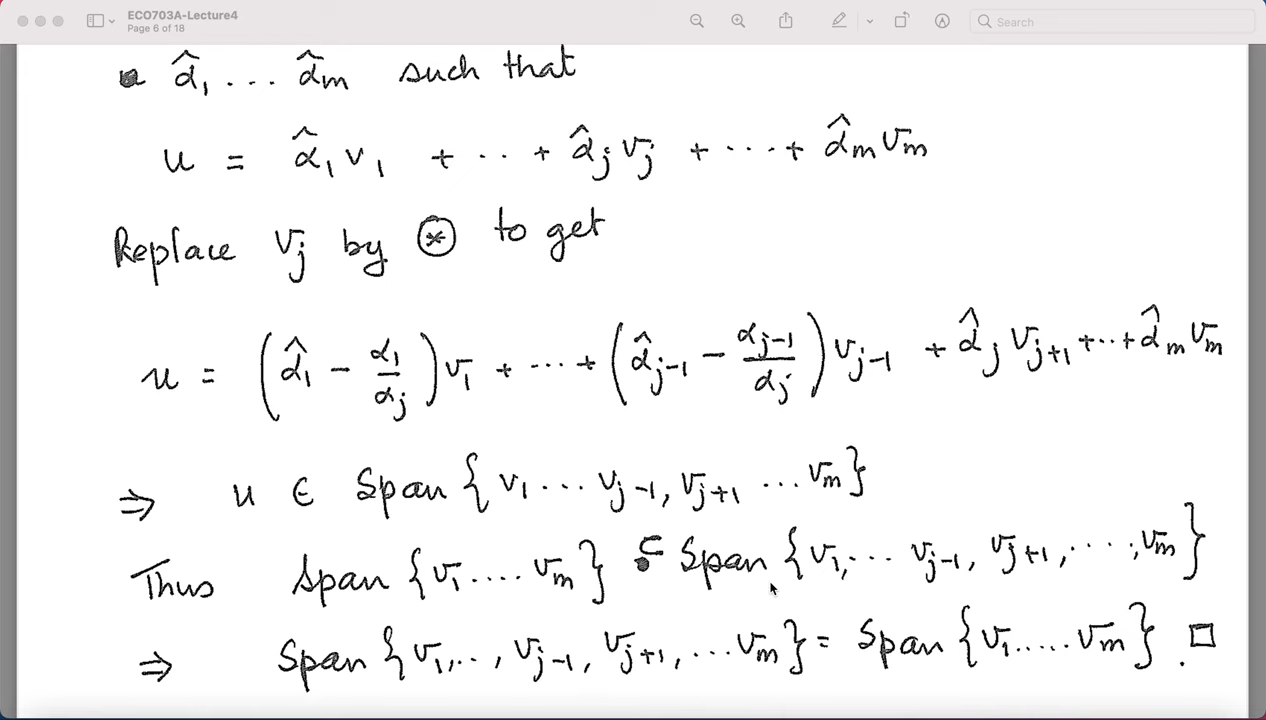 ECO703A-Lecture4
Page 6 of 18
Search
α̂₁ ... α̂ₘ such that
u = α̂₁v₁ + ... + α̂ⱼvⱼ + ... + α̂ₘvₘ
Replace vⱼ by ⊛ to get
u = (α̂₁ − α₁/αⱼ)v₁ + ... + (α̂ⱼ₋₁ − αⱼ₋₁/αⱼ)vⱼ₋₁ + α̂ⱼvⱼ₊₁ + ... + α̂ₘvₘ
⇒ u ∈ Span {v₁ ... vⱼ₋₁, vⱼ₊₁ ... vₘ}
Thus Span {v₁ .... vₘ} ⊂ Span {v₁, ... vⱼ₋₁, vⱼ₊₁, ...., vₘ}
⇒ Span {v₁, .., vⱼ₋₁, vⱼ₊₁, ... vₘ} = Span {v₁ ..... vₘ}. □